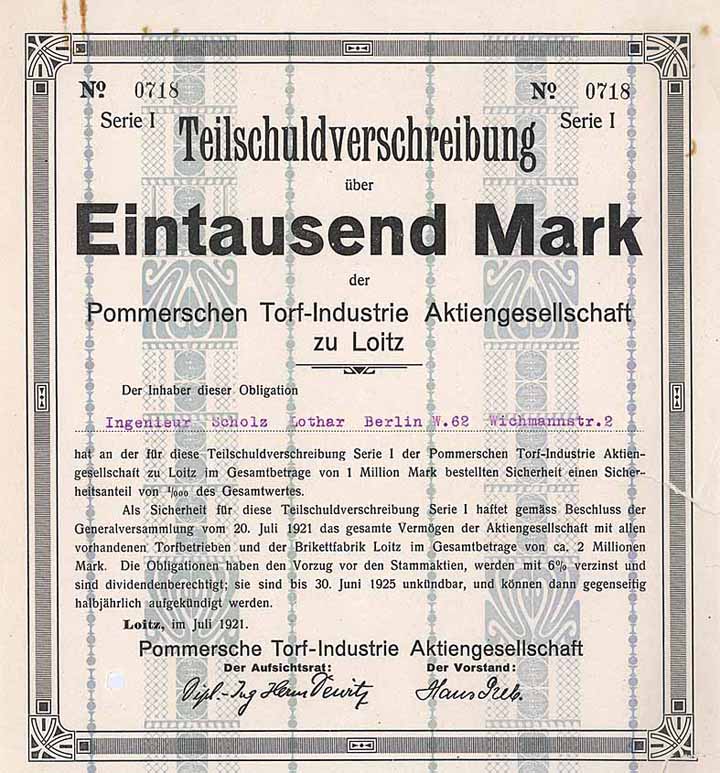 № 0718 № 0718
Serie I Serie I
Teilschuldverschreibung
über
Eintausend Mark
der
Pommerschen Torf-Industrie Aktiengesellschaft
zu Loitz
Der Inhaber dieser Obligation
Ingenieur Scholz Lothar Berlin W.62 Wichmannstr.2
hat an der für diese Teilschuldverschreibung Serie I der Pommerschen Torf-Industrie Aktien-
gesellschaft zu Loitz im Gesamtbetrage von 1 Million Mark bestellten Sicherheit einen Sicher-
heitsanteil von 1/1000 des Gesamtwertes.
Als Sicherheit für diese Teilschuldverschreibung Serie I haftet gemäss Beschluss der
Generalversammlung vom 20. Juli 1921 das gesamte Vermögen der Aktiengesellschaft mit allen
vorhandenen Torfbetrieben und der Brikettfabrik Loitz im Gesamtbetrage von ca. 2 Millionen
Mark. Die Obligationen haben den Vorzug vor den Stammaktien, werden mit 6% verzinst und
sind dividendenberechtigt; sie sind bis 30. Juni 1925 unkündbar, und können dann gegenseitig
halbjährlich aufgekündigt werden.
Loitz, im Juli 1921.
Pommersche Torf-Industrie Aktiengesellschaft
Der Aufsichtsrat: Der Vorstand:
Dipl.-Ing Hans